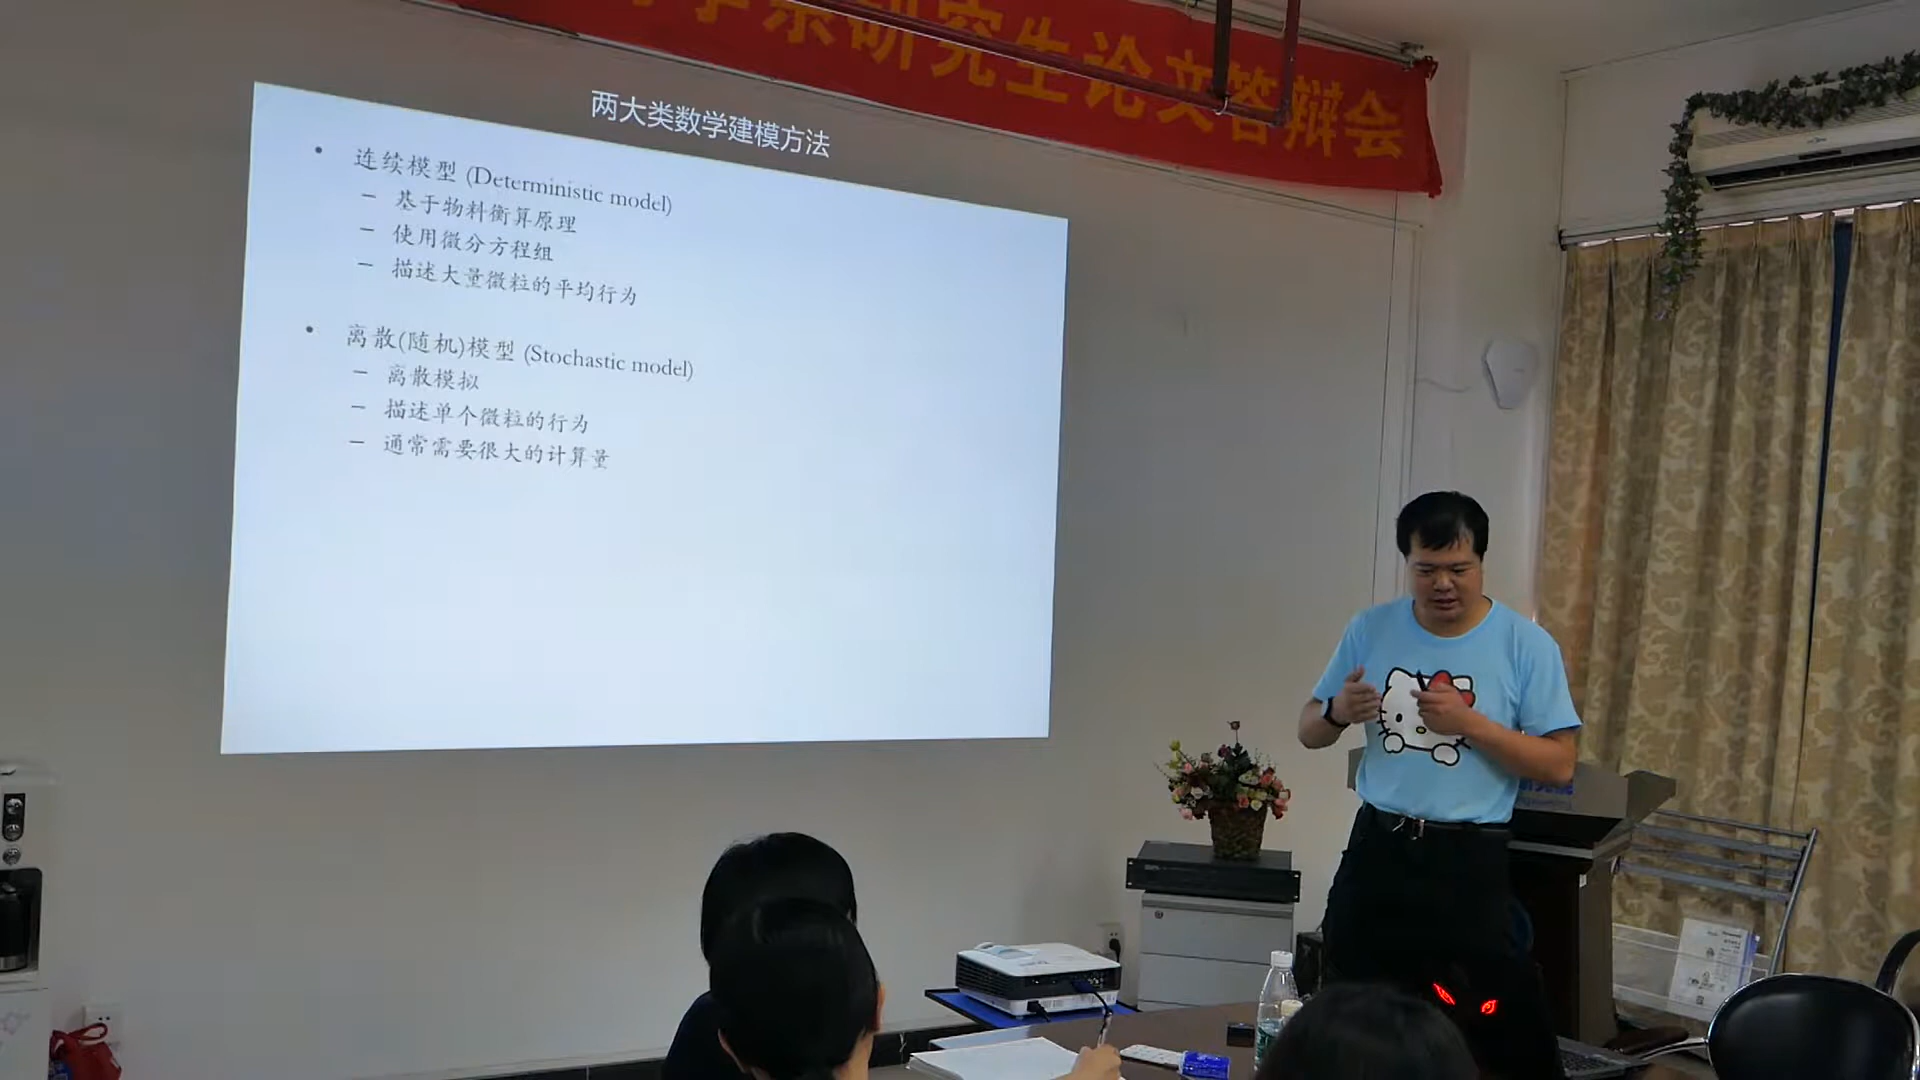 学系研究生论文答辩会
两大类数学建模方法
• 连续模型 (Deterministic model)
– 基于物料衡算原理
– 使用微分方程组
– 描述大量微粒的平均行为
• 离散(随机)模型 (Stochastic model)
– 离散模拟
– 描述单个微粒的行为
– 通常需要很大的计算量